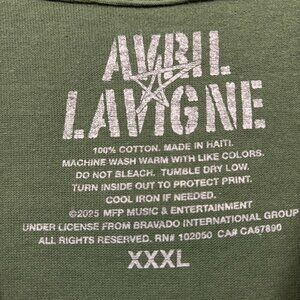 AVRIL
LAVIGNE
100% COTTON. MADE IN HAITI.
MACHINE WASH WARM WITH LIKE COLORS.
DO NOT BLEACH. TUMBLE DRY LOW.
TURN INSIDE OUT TO PROTECT PRINT.
COOL IRON IF NEEDED.
©2025 MFP MUSIC & ENTERTAINMENT
UNDER LICENSE FROM BRAVADO INTERNATIONAL GROUP
ALL RIGHTS RESERVED. RN# 102050 CA# CA67890
XXXL